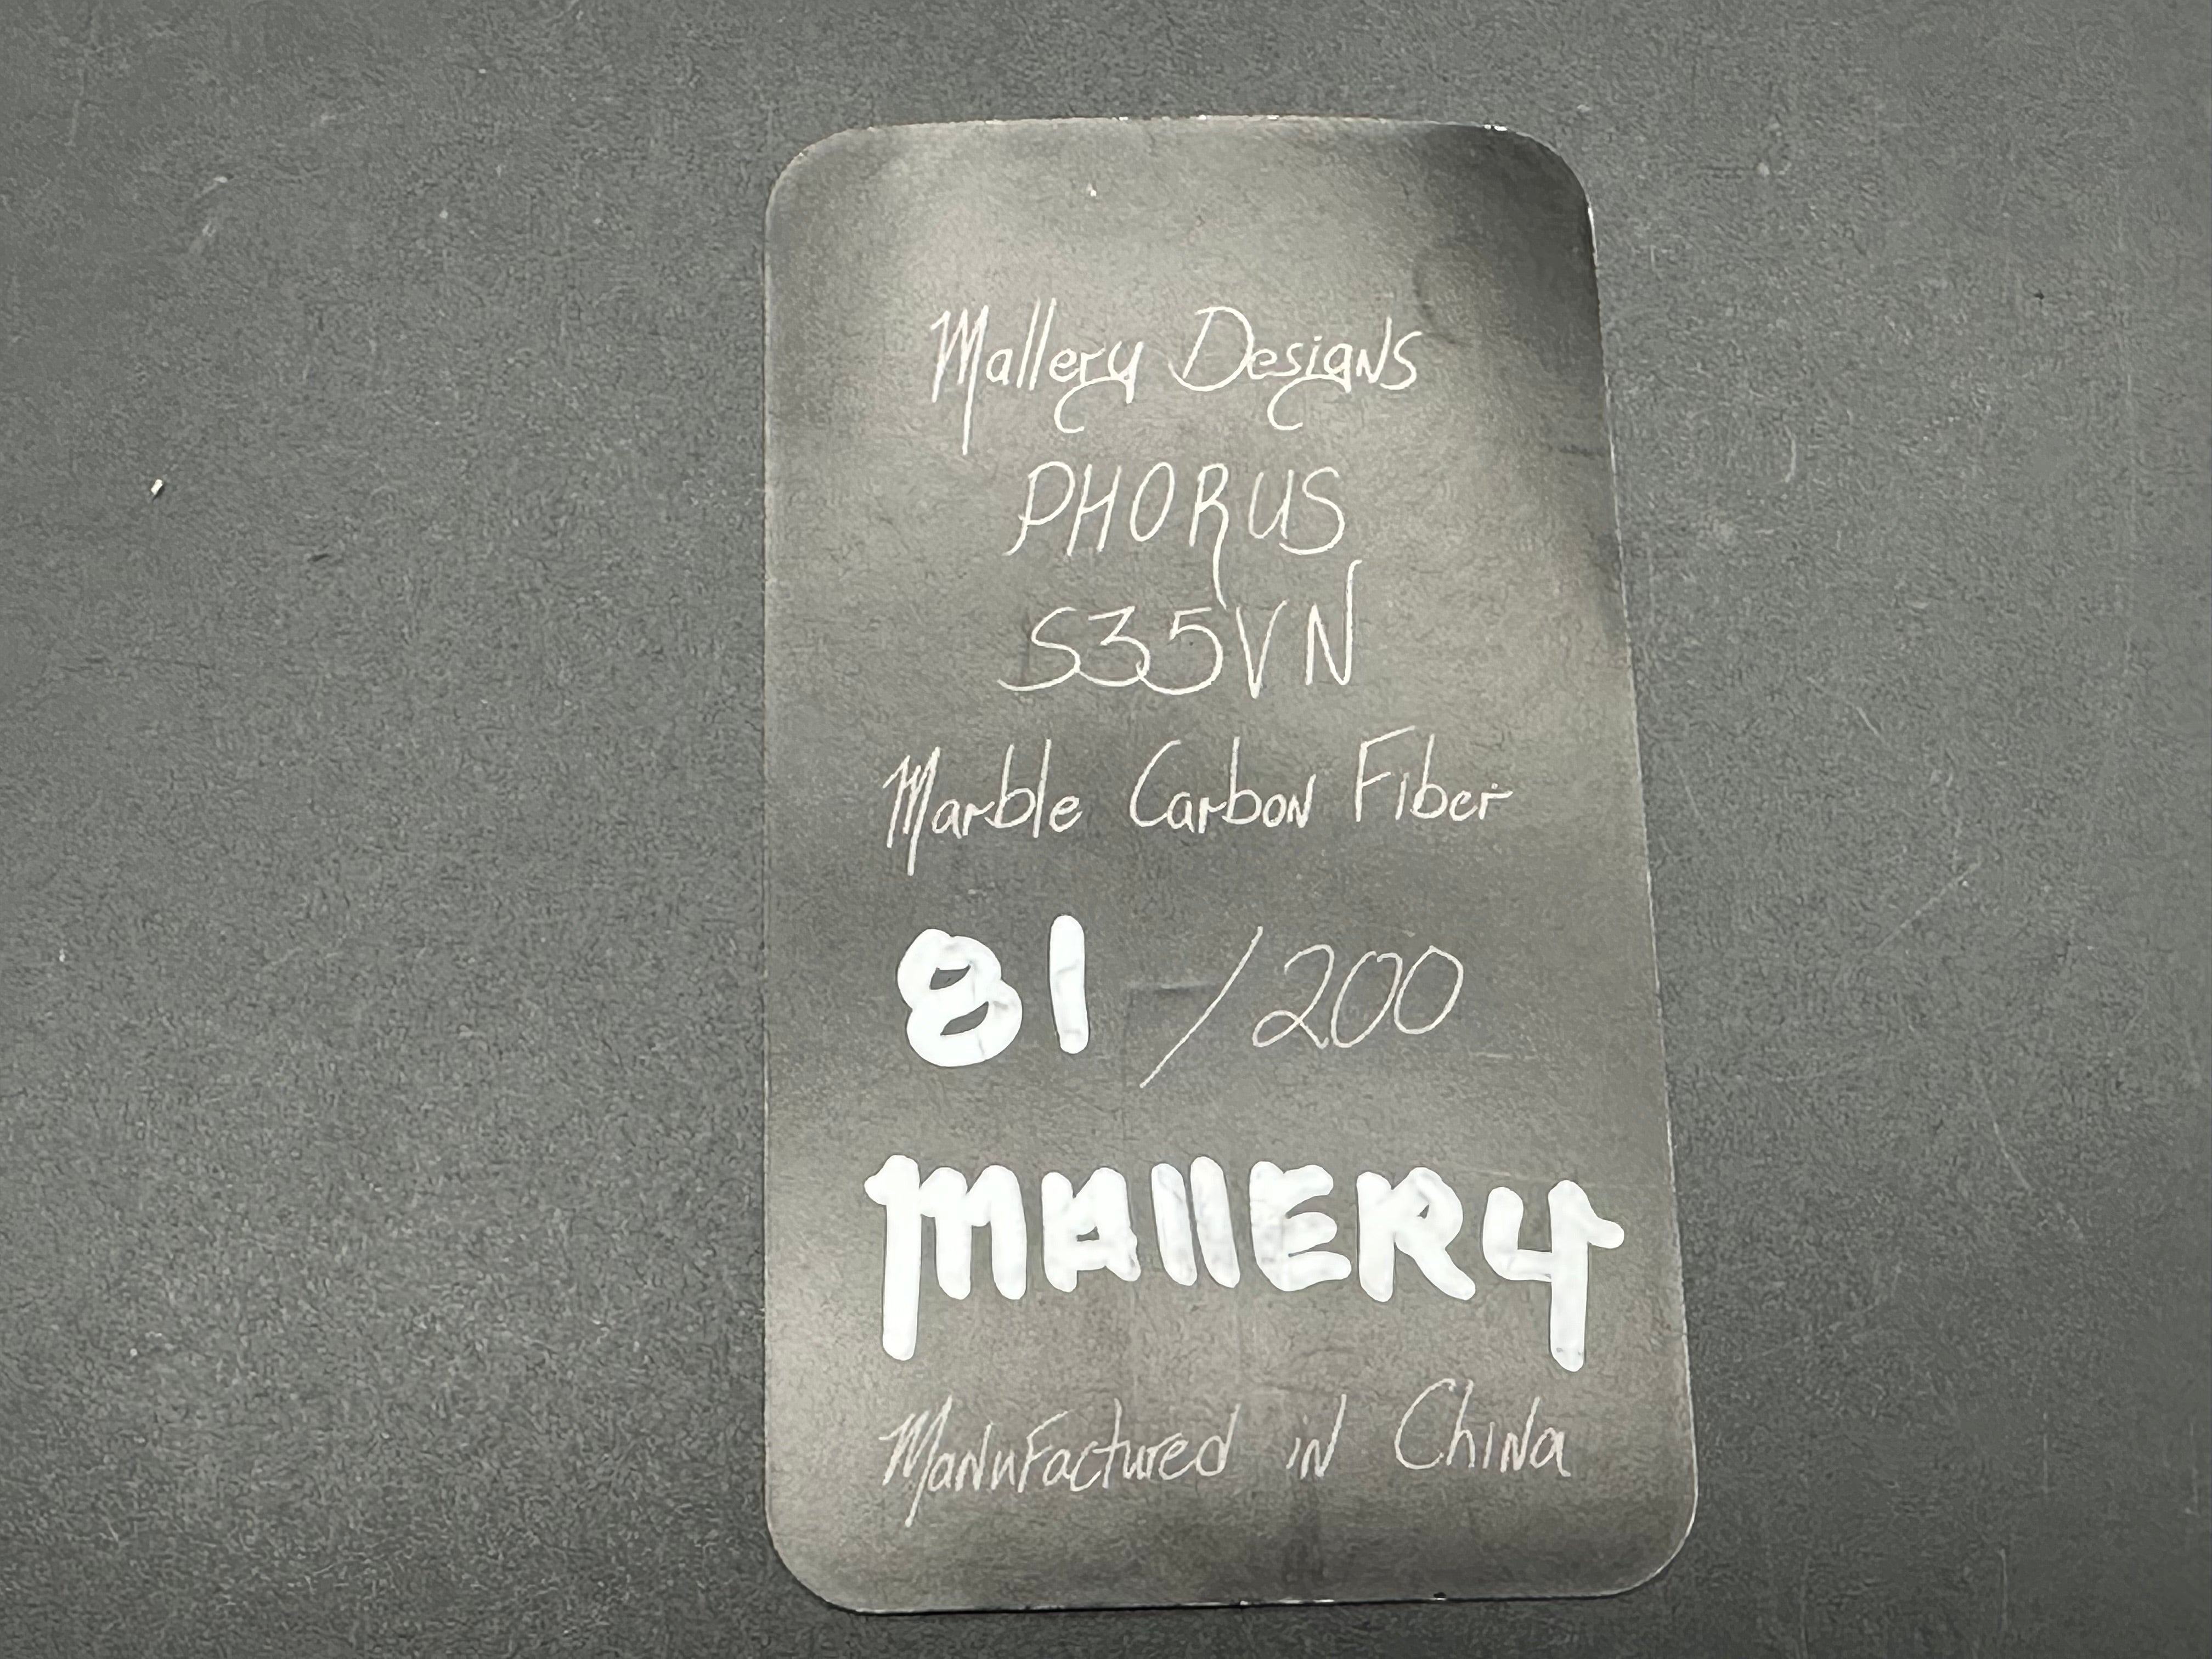 Mallery Designs
PHORUS
S35VN
Marble Carbon Fiber
81 /200
MALLERY
Manufactured in China